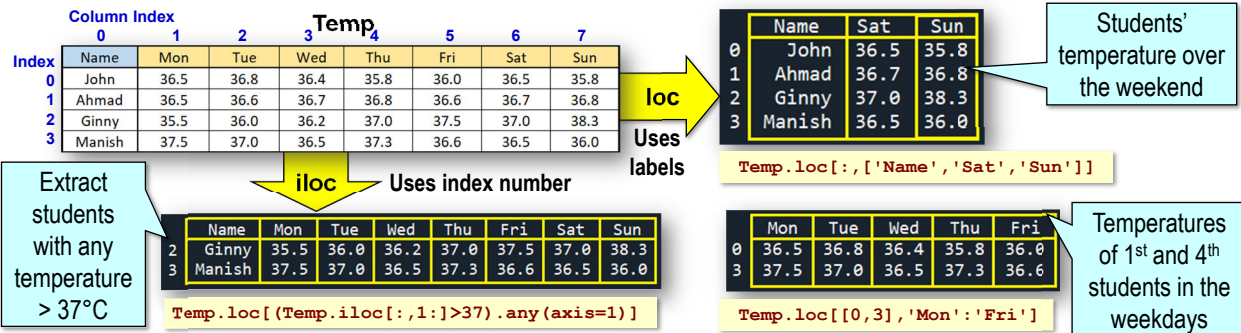 Column Index
Temp
0 1 2 3 4 5 6 7
Index
Name Mon Tue Wed Thu Fri Sat Sun
0 John 36.5 36.8 36.4 35.8 36.0 36.5 35.8
1 Ahmad 36.5 36.6 36.7 36.8 36.6 36.7 36.8
2 Ginny 35.5 36.0 36.2 37.0 37.5 37.0 38.3
3 Manish 37.5 37.0 36.5 37.3 36.6 36.5 36.0
loc
Uses
labels
Name Sat Sun
0 John 36.5 35.8
1 Ahmad 36.7 36.8
2 Ginny 37.0 38.3
3 Manish 36.5 36.0
Temp.loc[:,['Name','Sat','Sun']]
Students’
temperature over
the weekend
iloc
Uses index number
Extract
students
with any
temperature
> 37°C
Name Mon Tue Wed Thu Fri Sat Sun
2 Ginny 35.5 36.0 36.2 37.0 37.5 37.0 38.3
3 Manish 37.5 37.0 36.5 37.3 36.6 36.5 36.0
Temp.loc[(Temp.iloc[:,1:]>37).any(axis=1)]
Mon Tue Wed Thu Fri
0 36.5 36.8 36.4 35.8 36.0
3 37.5 37.0 36.5 37.3 36.6
Temp.loc[[0,3],'Mon':'Fri']
Temperatures
of 1st and 4th
students in the
weekdays